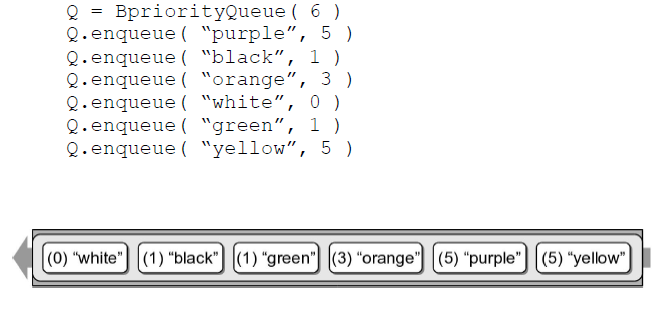 Q = BpriorityQueue( 6 )
Q.enqueue( “purple”, 5 )
Q.enqueue( “black”, 1 )
Q.enqueue( “orange”, 3 )
Q.enqueue( “white”, 0 )
Q.enqueue( “green”, 1 )
Q.enqueue( “yellow”, 5 )
(0) “white” (1) “black” (1) “green” (3) “orange” (5) “purple” (5) “yellow”